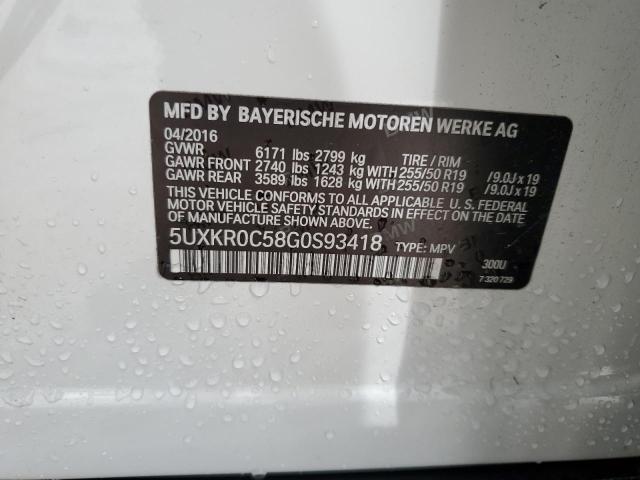 MFD BY BAYERISCHE MOTOREN WERKE AG
04/2016
GVWR 6171 lbs 2799 kg TIRE / RIM
GAWR FRONT 2740 lbs 1243 kg WITH 255/50 R19 /9.0J x 19
GAWR REAR 3589 lbs 1628 kg WITH 255/50 R19 /9.0J x 19
THIS VEHICLE CONFORMS TO ALL APPLICABLE U. S. FEDERAL
MOTOR VEHICLE SAFETY STANDARDS IN
EFFECT ON THE DATE OF MANUFACTURE SHOWN ABOVE.
5UXKR0C58G0S93418 TYPE: MPV
300U
7 320 729